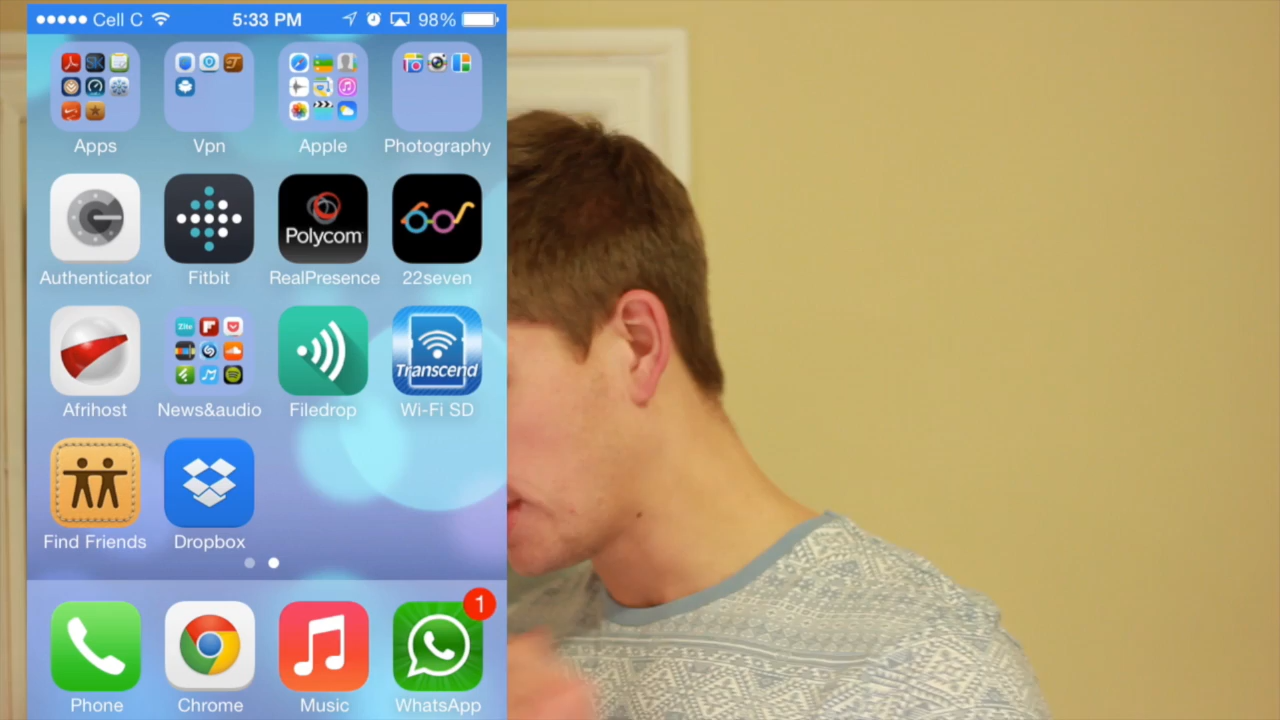 Cell C 5:33 PM 98%
Apps Vpn Apple Photography
Polycom
Authenticator Fitbit RealPresence 22seven
Zite
Transcend
Afrihost News&audio Filedrop Wi-Fi SD
Find Friends Dropbox
1
Phone Chrome Music WhatsApp